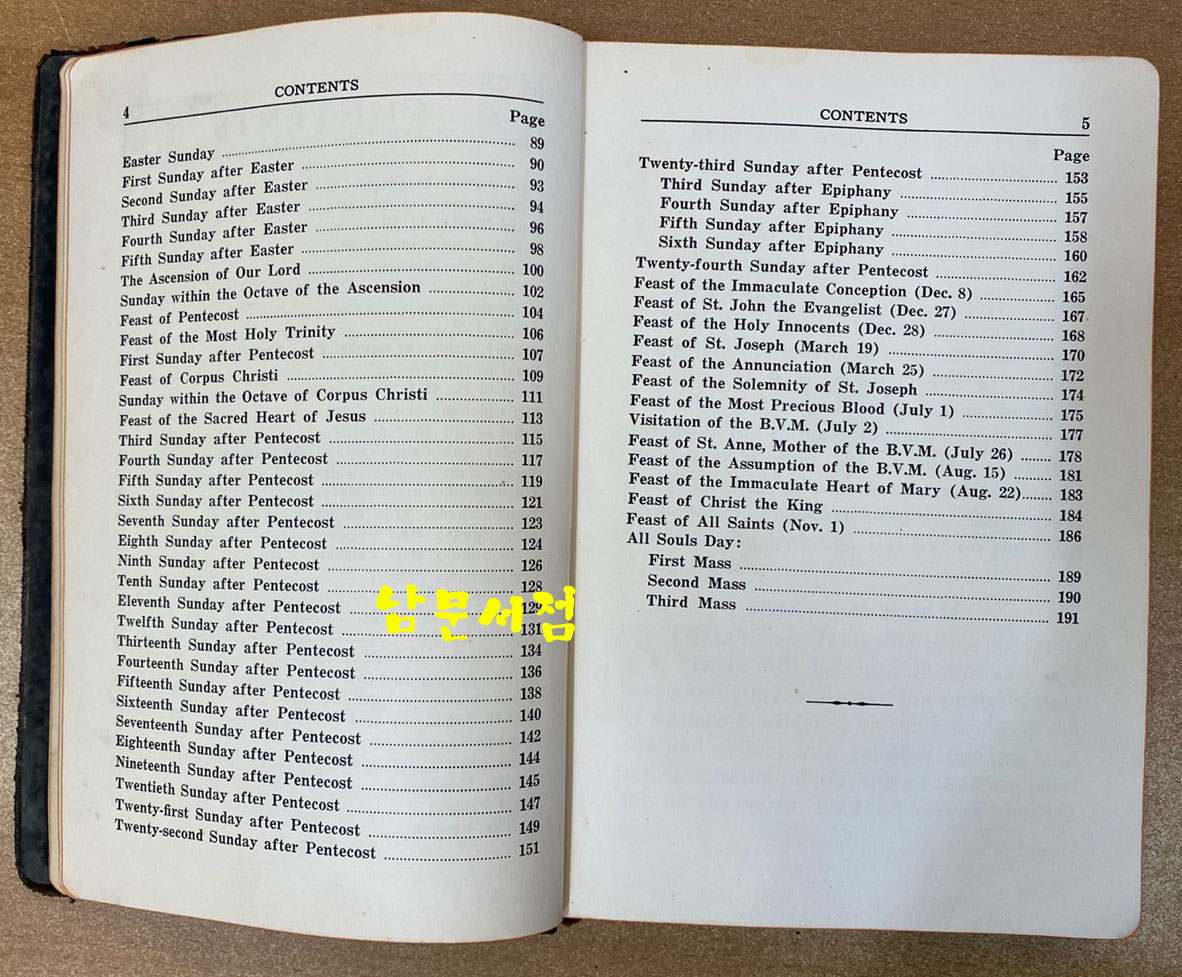 4
CONTENTS
Page
Easter Sunday ........ 89
First Sunday after Easter ........ 90
Second Sunday after Easter ........ 93
Third Sunday after Easter ........ 94
Fourth Sunday after Easter ........ 96
Fifth Sunday after Easter ........ 98
The Ascension of Our Lord ........ 100
Sunday within the Octave of the Ascension ........ 102
Feast of Pentecost ........ 104
Feast of the Most Holy Trinity ........ 106
First Sunday after Pentecost ........ 107
Feast of Corpus Christi ........ 109
Sunday within the Octave of Corpus Christi ........ 111
Feast of the Sacred Heart of Jesus ........ 113
Third Sunday after Pentecost ........ 115
Fourth Sunday after Pentecost ........ 117
Fifth Sunday after Pentecost ........ 119
Sixth Sunday after Pentecost ........ 121
Seventh Sunday after Pentecost ........ 123
Eighth Sunday after Pentecost ........ 124
Ninth Sunday after Pentecost ........ 126
Tenth Sunday after Pentecost ........ 128
Eleventh Sunday after Pentecost ........ 129
Twelfth Sunday after Pentecost ........ 131
Thirteenth Sunday after Pentecost ........ 134
Fourteenth Sunday after Pentecost ........ 136
Fifteenth Sunday after Pentecost ........ 138
Sixteenth Sunday after Pentecost ........ 140
Seventeenth Sunday after Pentecost ........ 142
Eighteenth Sunday after Pentecost ........ 144
Nineteenth Sunday after Pentecost ........ 145
Twentieth Sunday after Pentecost ........ 147
Twenty-first Sunday after Pentecost ........ 149
Twenty-second Sunday after Pentecost ........ 151
남문서점
CONTENTS
5
Page
Twenty-third Sunday after Pentecost ........ 153
Third Sunday after Epiphany ........ 155
Fourth Sunday after Epiphany ........ 157
Fifth Sunday after Epiphany ........ 158
Sixth Sunday after Epiphany ........ 160
Twenty-fourth Sunday after Pentecost ........ 162
Feast of the Immaculate Conception (Dec. 8) ........ 165
Feast of St. John the Evangelist (Dec. 27) ........ 167
Feast of the Holy Innocents (Dec. 28) ........ 168
Feast of St. Joseph (March 19) ........ 170
Feast of the Annunciation (March 25) ........ 172
Feast of the Solemnity of St. Joseph ........ 174
Feast of the Most Precious Blood (July 1) ........ 175
Visitation of the B.V.M. (July 2) ........ 177
Feast of St. Anne, Mother of the B.V.M. (July 26) ........ 178
Feast of the Assumption of the B.V.M. (Aug. 15) ........ 181
Feast of the Immaculate Heart of Mary (Aug. 22) ........ 183
Feast of Christ the King ........ 184
Feast of All Saints (Nov. 1) ........ 186
All Souls Day:
First Mass ........ 189
Second Mass ........ 190
Third Mass ........ 191